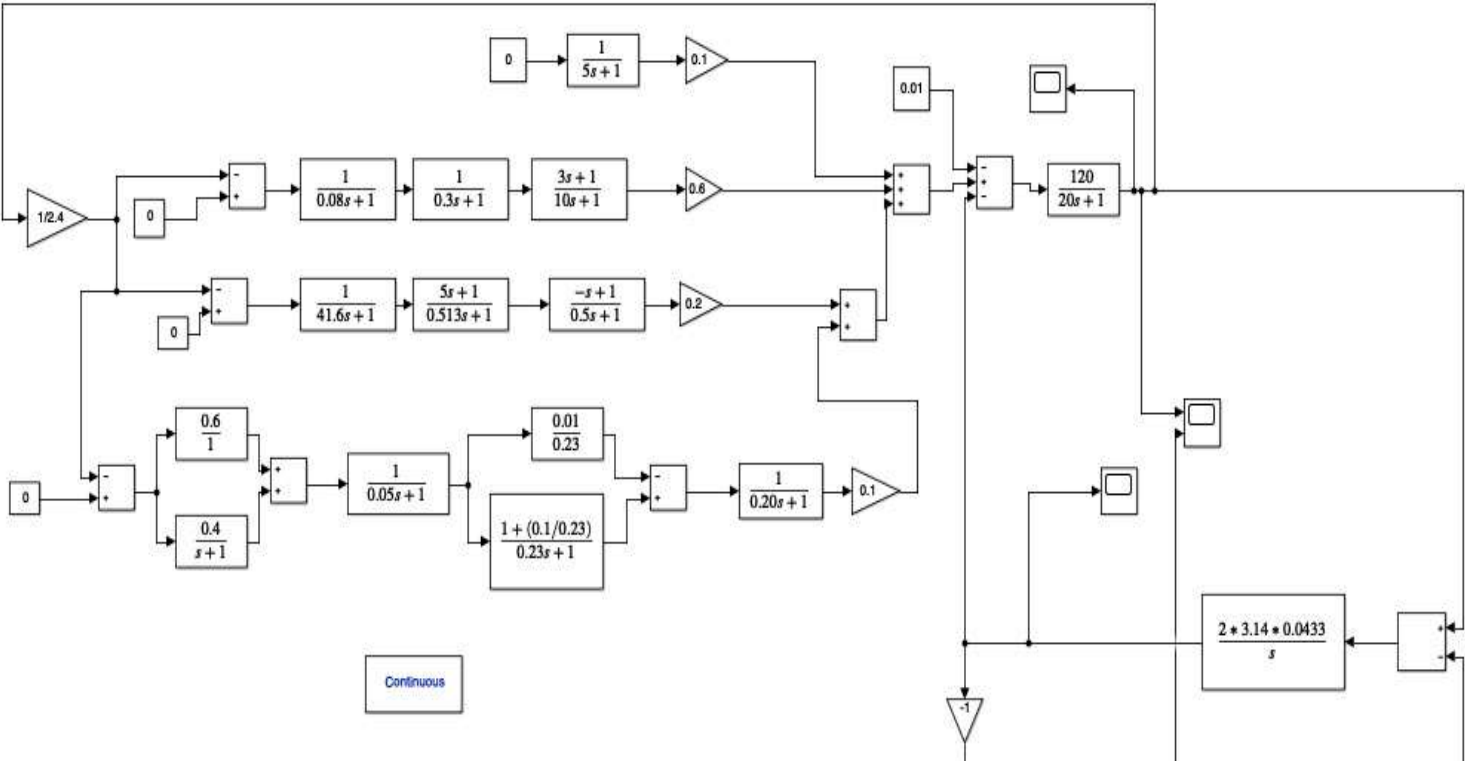 0
1
5s + 1
0.1
0.01
-
+
+
+
+
-
+
-
120
20s + 1
1/2.4
-
+
0
1
0.08s + 1
1
0.3s + 1
3s + 1
10s + 1
0.6
-
+
0
1
41.6s + 1
5s + 1
0.513s + 1
-s + 1
0.5s + 1
0.2
+
+
0
-
+
0.6
1
0.4
s + 1
+
+
1
0.05s + 1
0.01
0.23
1 + (0.1/0.23)
0.23s + 1
-
+
1
0.20s + 1
0.1
2 * 3.14 * 0.0433
s
+
-
Continuous
-1